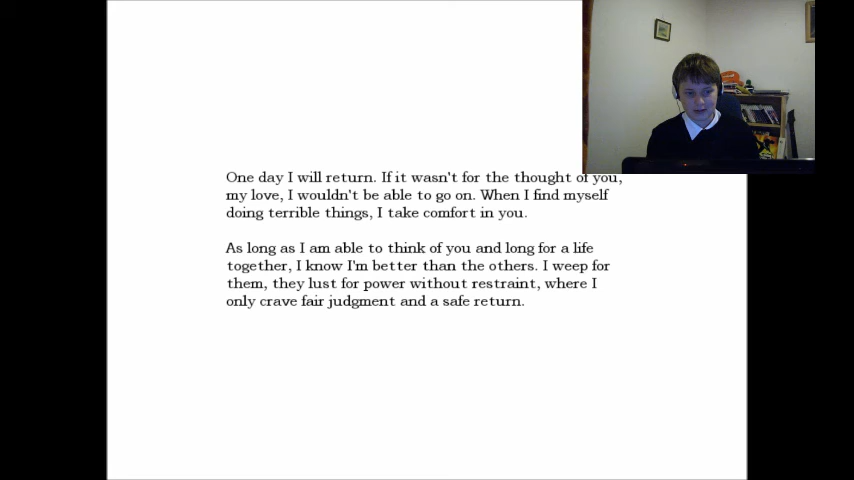 One day I will return. If it wasn't for the thought of you,
my love, I wouldn't be able to go on. When I find myself
doing terrible things, I take comfort in you.
As long as I am able to think of you and long for a life
together, I know I'm better than the others. I weep for
them, they lust for power without restraint, where I
only crave fair judgment and a safe return.